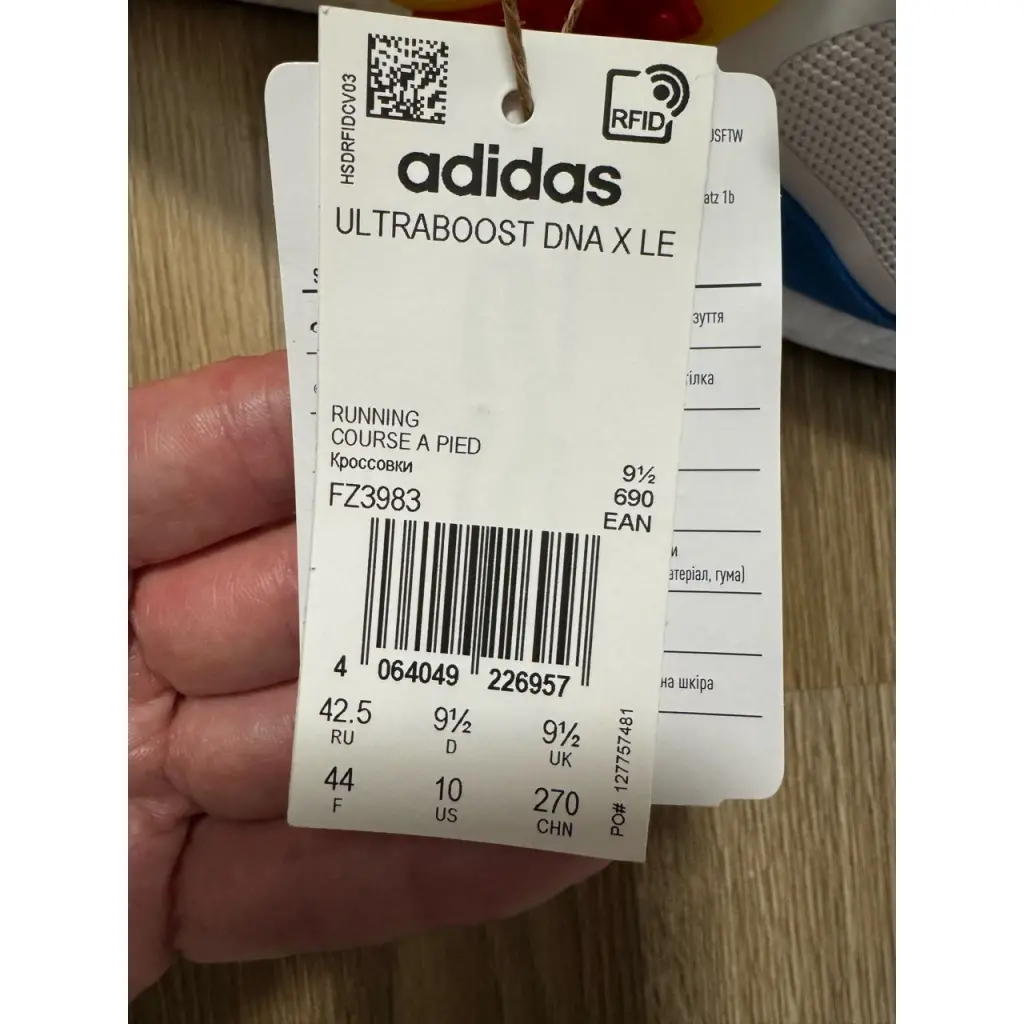 HSDRFIDCV03
RFID
adidas
ULTRABOOST DNA X LE
RUNNING
COURSE A PIED
Кроссовки
FZ3983
9½
690
EAN
4 064049 226957
42.5 9½ 9½
RU D UK
44 10 270
F US CHN
PO# 127757481
JSFTW
atz 1b
зуття
ілка
и
атеріал, гума)
на шкіра